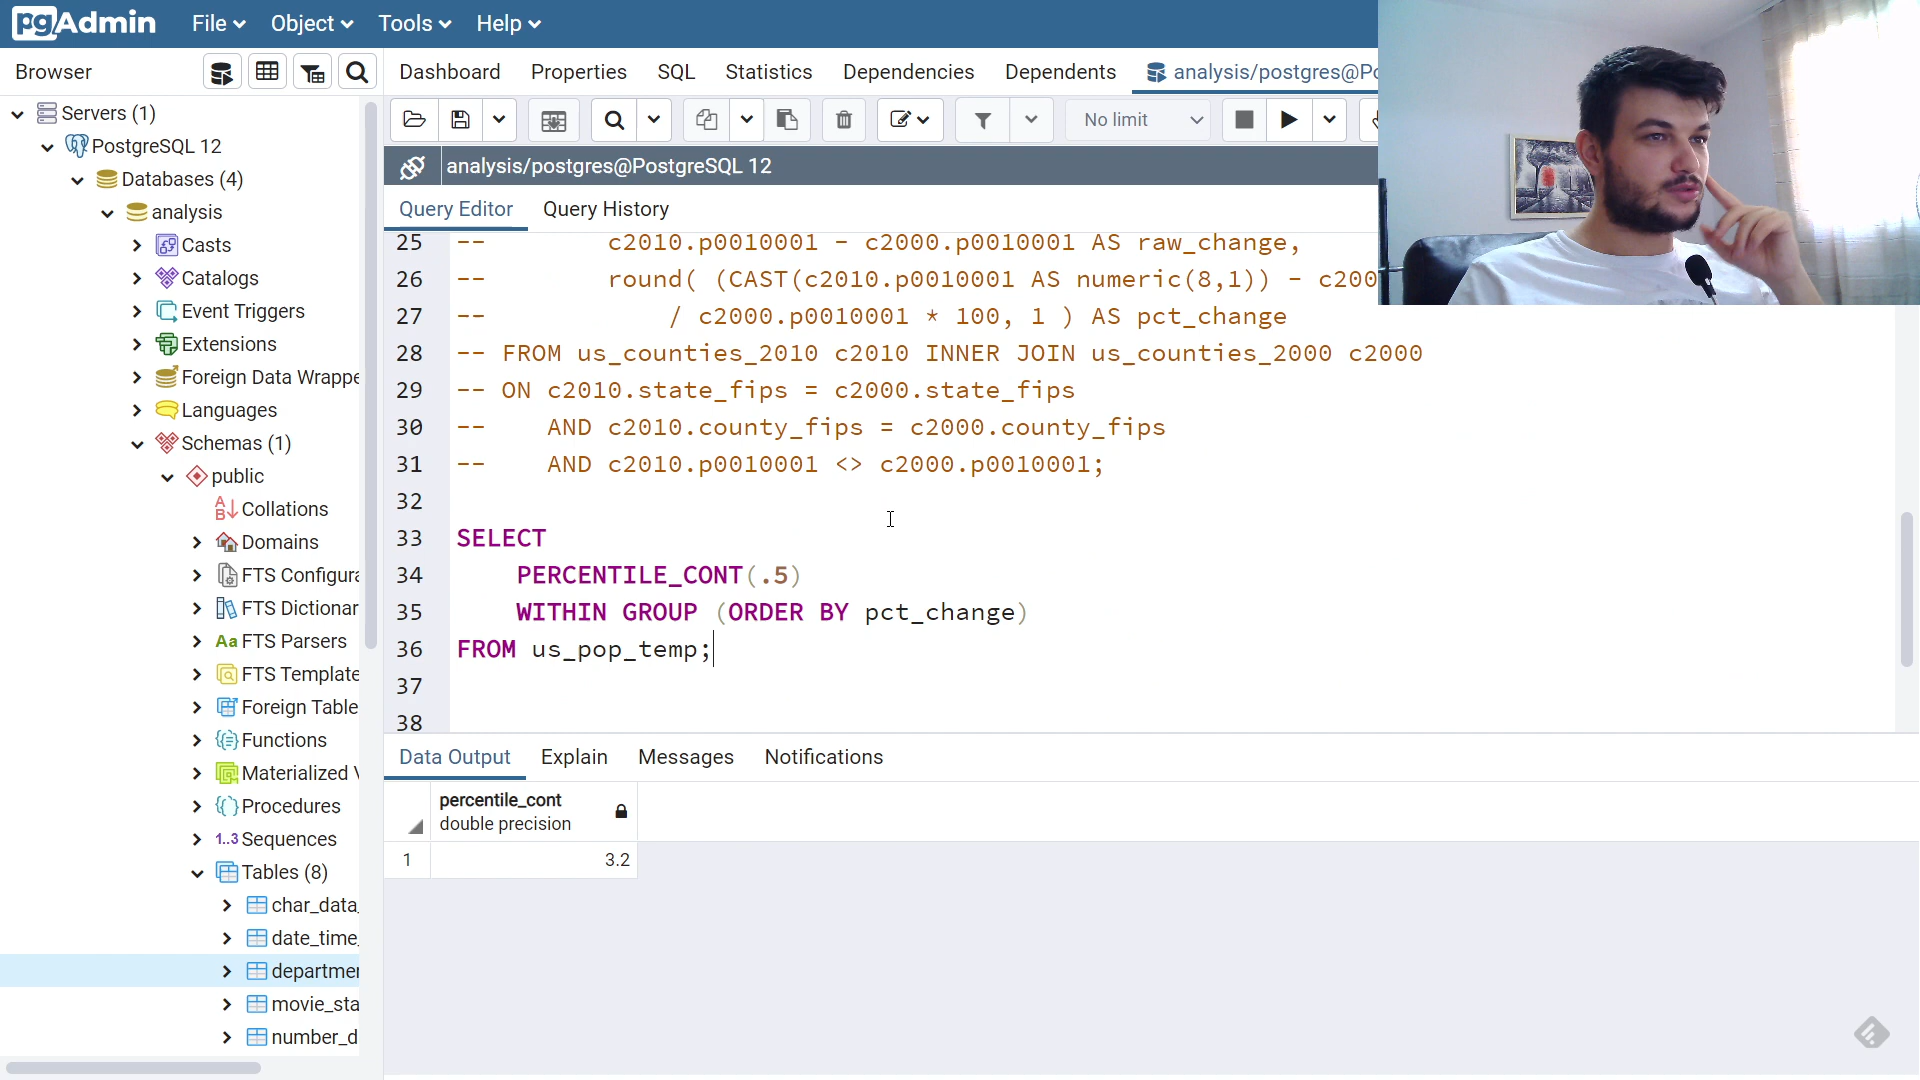 pgAdmin
File
Object
Tools
Help
Browser
Dashboard
Properties
SQL
Statistics
Dependencies
Dependents
analysis/postgres@Po
No limit
analysis/postgres@PostgreSQL 12
Query Editor
Query History
Servers (1)
PostgreSQL 12
Databases (4)
analysis
Casts
Catalogs
Event Triggers
Extensions
Foreign Data Wrappe
Languages
Schemas (1)
public
Collations
Domains
FTS Configura
FTS Dictionar
Aa FTS Parsers
FTS Template
Foreign Table
Functions
Materialized V
Procedures
1..3 Sequences
Tables (8)
char_data_
date_time_
departmen
movie_sta
number_d
25 -- c2010.p0010001 - c2000.p0010001 AS raw_change,
26 -- round( (CAST(c2010.p0010001 AS numeric(8,1)) - c200
27 -- / c2000.p0010001 * 100, 1 ) AS pct_change
28 -- FROM us_counties_2010 c2010 INNER JOIN us_counties_2000 c2000
29 -- ON c2010.state_fips = c2000.state_fips
30 -- AND c2010.county_fips = c2000.county_fips
31 -- AND c2010.p0010001 <> c2000.p0010001;
32
33 SELECT
34 PERCENTILE_CONT(.5)
35 WITHIN GROUP (ORDER BY pct_change)
36 FROM us_pop_temp;
37
38
Data Output
Explain
Messages
Notifications
percentile_cont
double precision
1 3.2